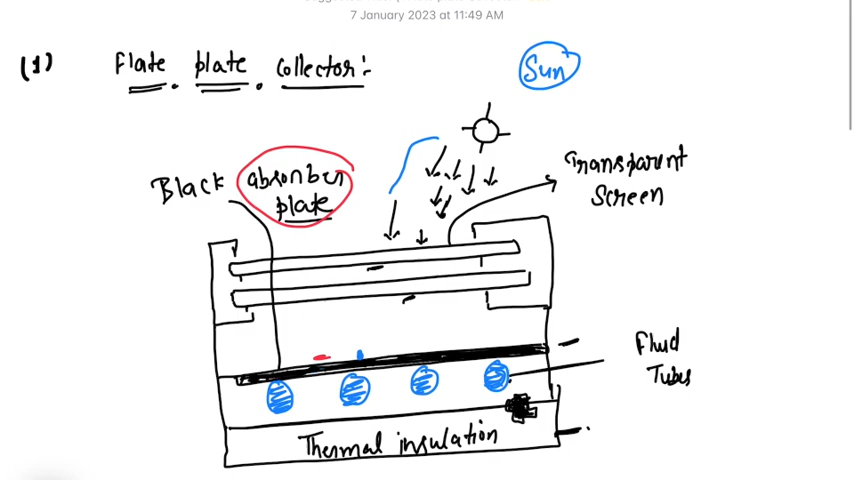 7 January 2023 at 11:49 AM
(1) Flate plate collector:-
Sun
Black absorber plate
Transparent
Screen
Flud
Tubes
Thermal insulation